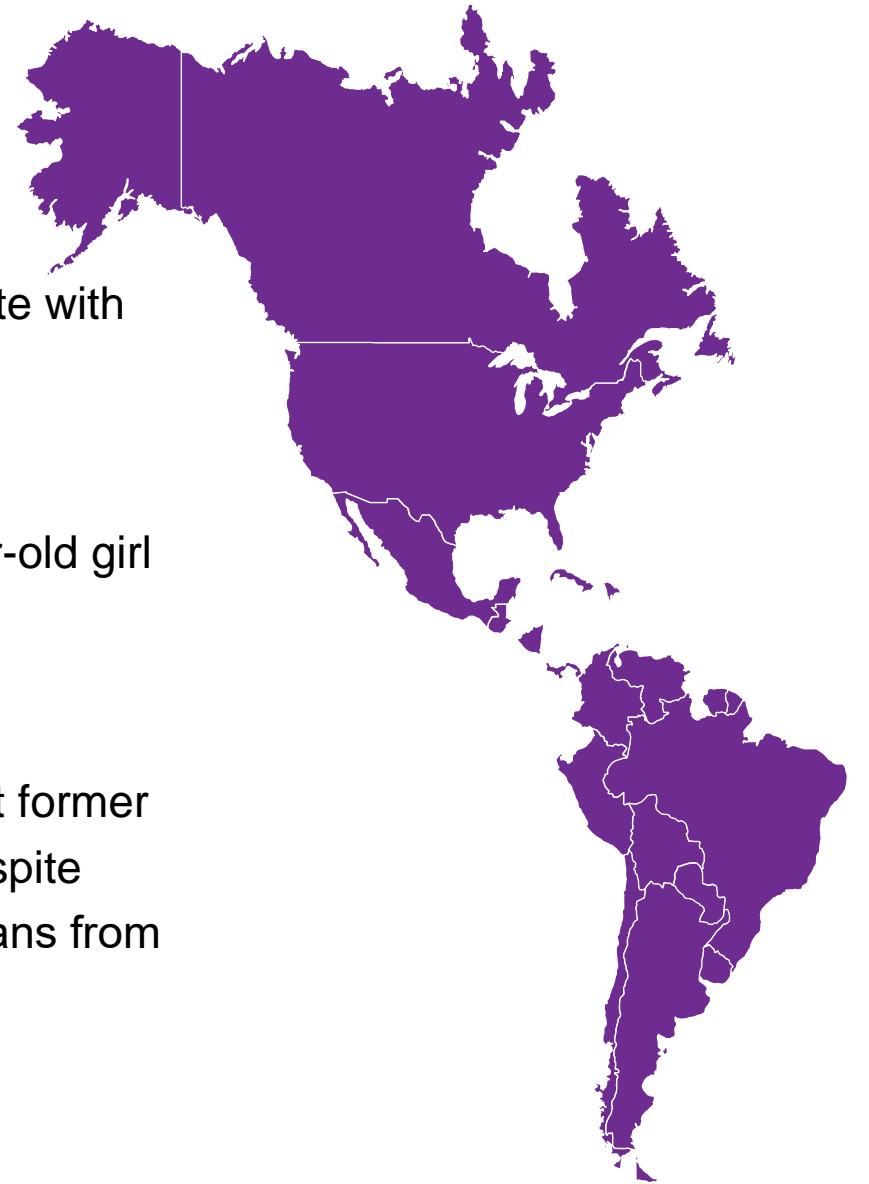 te with
-old girl
t former
spite
ans from